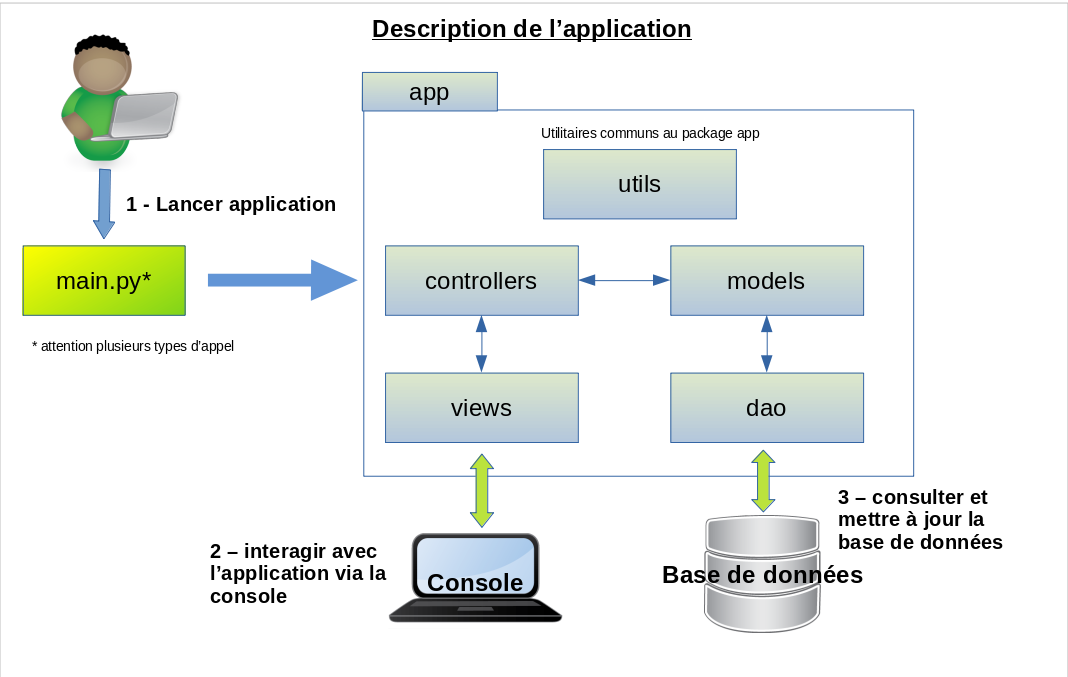 Description de l’application
app
Utilitaires communs au package app
utils
1 - Lancer application
main.py*
controllers
models
* attention plusieurs types d’appel
views
dao
3 – consulter et
mettre à jour la
base de données
2 – interagir avec
l’application via la
console
Console
Base de données